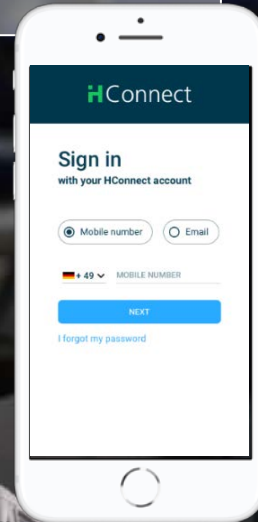 HConnect
Sign in
with your HConnect account
Mobile number Email
+ 49 MOBILE NUMBER
NEXT
I forgot my password